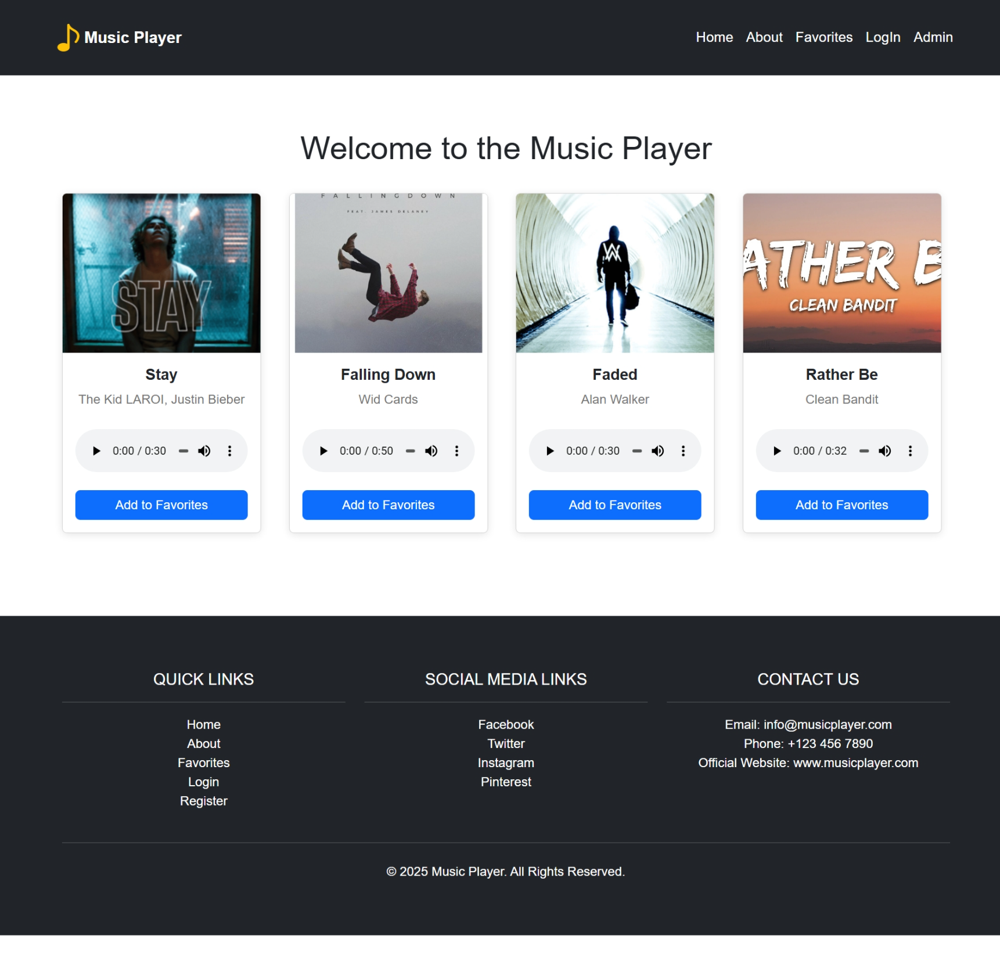 Music Player
Home About Favorites LogIn Admin
Welcome to the Music Player
STAY
Stay
The Kid LAROI, Justin Bieber
0:00 / 0:30
Add to Favorites
FALLINGDOWN
FEAT. JAMES DELANEY
Falling Down
Wid Cards
0:00 / 0:50
Add to Favorites
Faded
Alan Walker
0:00 / 0:30
Add to Favorites
ATHER B
CLEAN BANDIT
Rather Be
Clean Bandit
0:00 / 0:32
Add to Favorites
QUICK LINKS
Home
About
Favorites
Login
Register
SOCIAL MEDIA LINKS
Facebook
Twitter
Instagram
Pinterest
CONTACT US
Email: info@musicplayer.com
Phone: +123 456 7890
Official Website: www.musicplayer.com
© 2025 Music Player. All Rights Reserved.